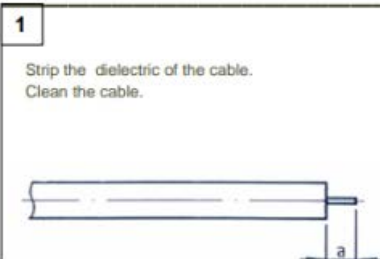 1
Strip the dielectric of the cable.
Clean the cable.
a